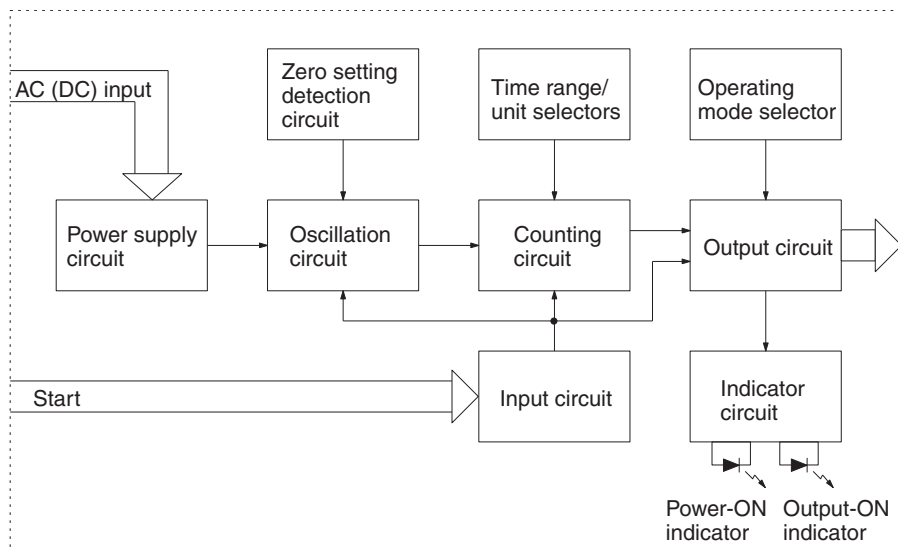 AC (DC) input
Zero setting
detection
circuit
Time range/
unit selectors
Operating
mode selector
Power supply
circuit
Oscillation
circuit
Counting
circuit
Output circuit
Start
Input circuit
Indicator
circuit
Power-ON
indicator
Output-ON
indicator